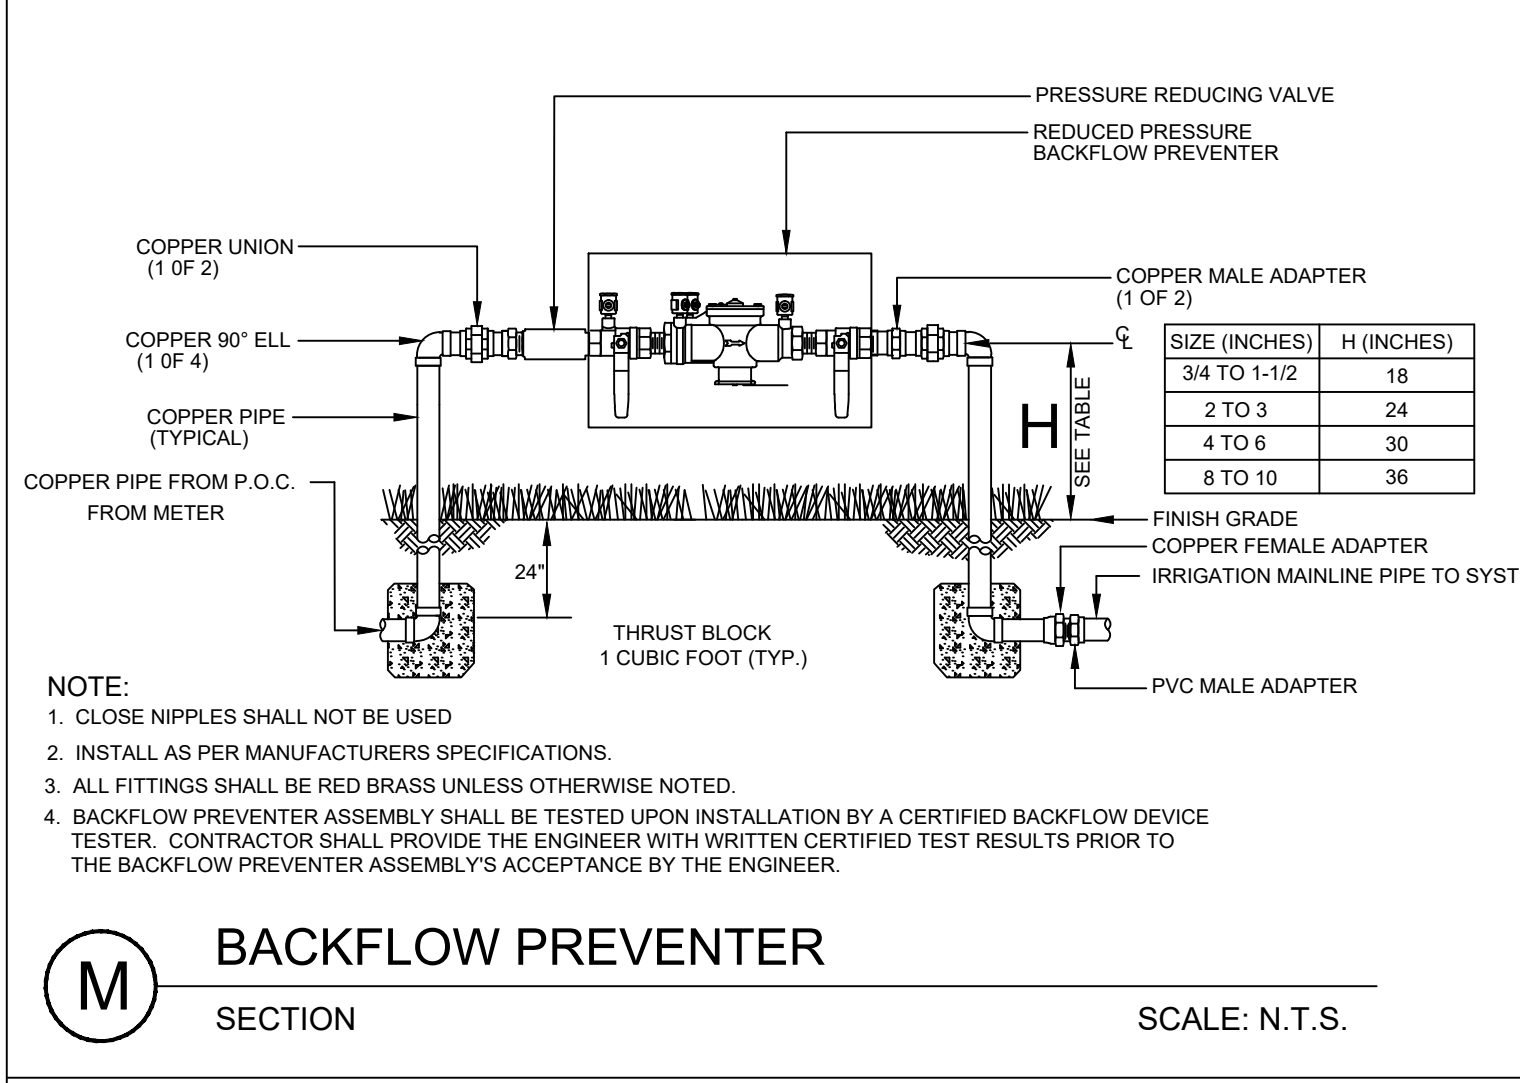 PRESSURE REDUCING VALVE
REDUCED PRESSURE
BACKFLOW PREVENTER
COPPER UNION
(1 0F 2)
COPPER MALE ADAPTER
(1 OF 2)
COPPER 90° ELL
(1 0F 4)
℄
SIZE (INCHES) H (INCHES)
3/4 TO 1-1/2 18
2 TO 3 24
4 TO 6 30
8 TO 10 36
H
SEE TABLE
COPPER PIPE
(TYPICAL)
COPPER PIPE FROM P.O.C.
FROM METER
FINISH GRADE
COPPER FEMALE ADAPTER
IRRIGATION MAINLINE PIPE TO SYST
24"
THRUST BLOCK
1 CUBIC FOOT (TYP.)
PVC MALE ADAPTER
NOTE:
1. CLOSE NIPPLES SHALL NOT BE USED
2. INSTALL AS PER MANUFACTURERS SPECIFICATIONS.
3. ALL FITTINGS SHALL BE RED BRASS UNLESS OTHERWISE NOTED.
4. BACKFLOW PREVENTER ASSEMBLY SHALL BE TESTED UPON INSTALLATION BY A CERTIFIED BACKFLOW DEVICE
TESTER. CONTRACTOR SHALL PROVIDE THE ENGINEER WITH WRITTEN CERTIFIED TEST RESULTS PRIOR TO
THE BACKFLOW PREVENTER ASSEMBLY'S ACCEPTANCE BY THE ENGINEER.
M
BACKFLOW PREVENTER
SECTION
SCALE: N.T.S.